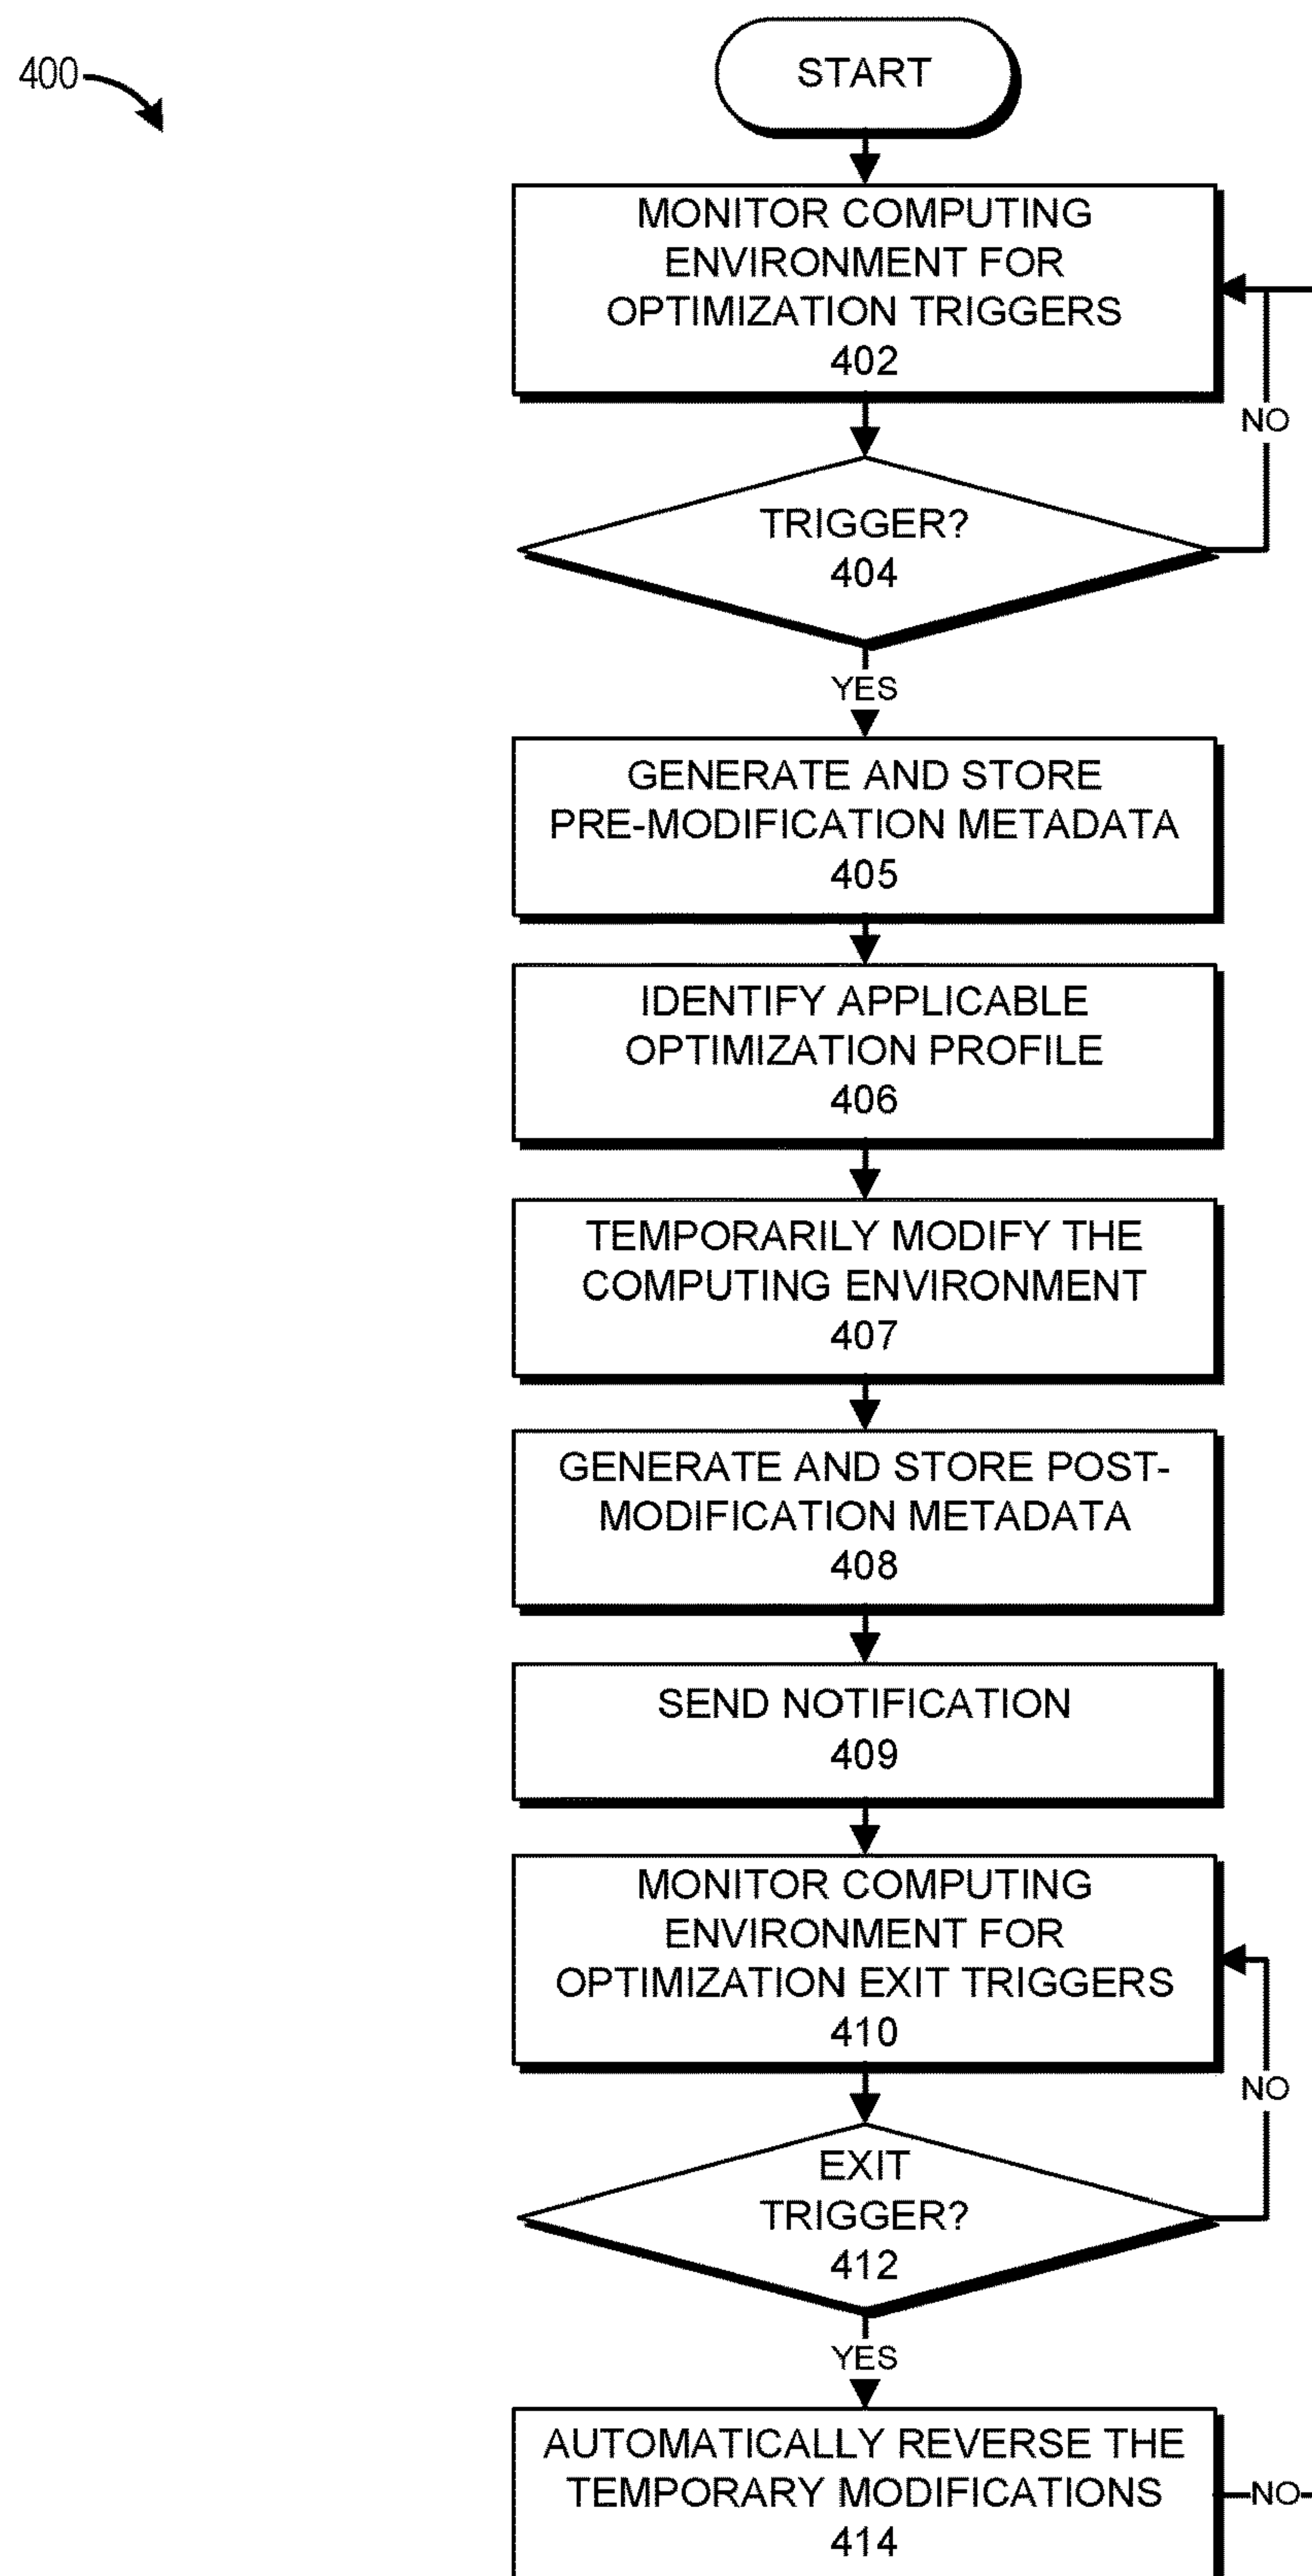 400
START
MONITOR COMPUTING
ENVIRONMENT FOR
OPTIMIZATION TRIGGERS
402
NO
TRIGGER?
404
YES
GENERATE AND STORE
PRE-MODIFICATION METADATA
405
IDENTIFY APPLICABLE
OPTIMIZATION PROFILE
406
TEMPORARILY MODIFY THE
COMPUTING ENVIRONMENT
407
GENERATE AND STORE POST-
MODIFICATION METADATA
408
SEND NOTIFICATION
409
MONITOR COMPUTING
ENVIRONMENT FOR
OPTIMIZATION EXIT TRIGGERS
410
NO
EXIT
TRIGGER?
412
YES
AUTOMATICALLY REVERSE THE
TEMPORARY MODIFICATIONS
414
NO